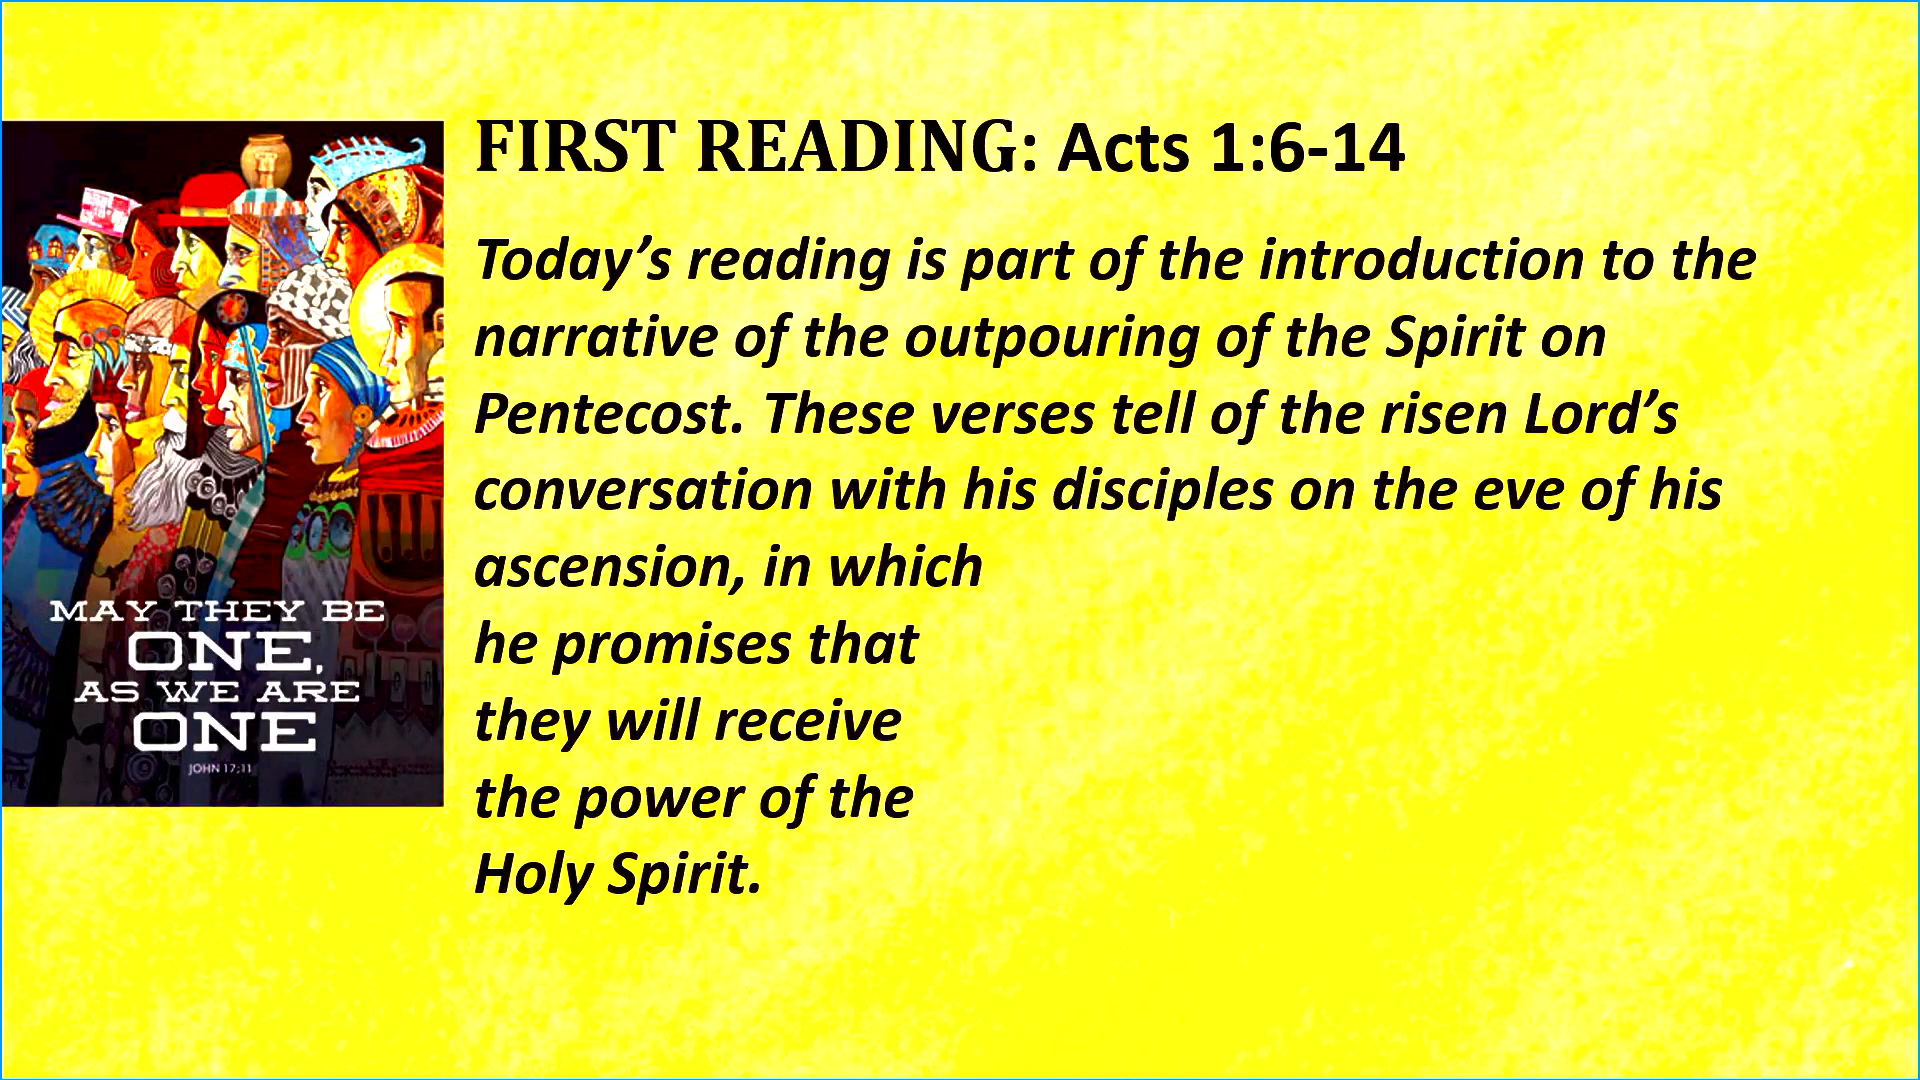 FIRST READING: Acts 1:6-14
Today’s reading is part of the introduction to the
narrative of the outpouring of the Spirit on
Pentecost. These verses tell of the risen Lord’s
conversation with his disciples on the eve of his
ascension, in which
he promises that
they will receive
the power of the
Holy Spirit.
MAY THEY BE
ONE,
AS WE ARE
ONE
JOHN 17:11